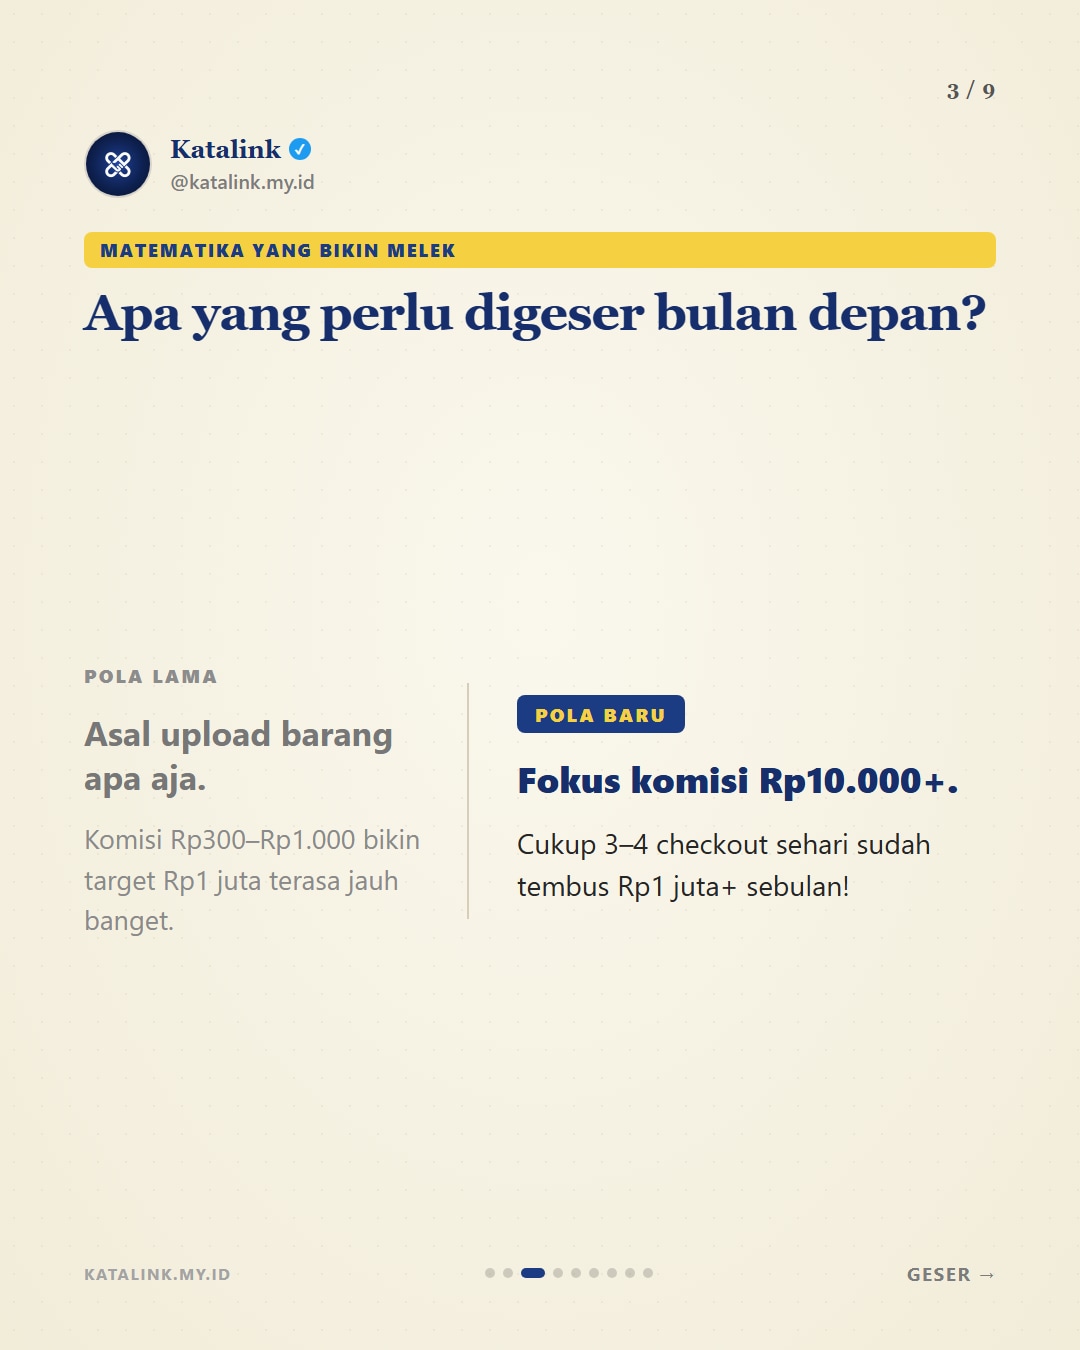 3 / 9
Katalink
@katalink.my.id
MATEMATIKA YANG BIKIN MELEK
Apa yang perlu digeser bulan depan?
POLA LAMA
Asal upload barang
apa aja.
Komisi Rp300–Rp1.000 bikin
target Rp1 juta terasa jauh
banget.
POLA BARU
Fokus komisi Rp10.000+.
Cukup 3–4 checkout sehari sudah
tembus Rp1 juta+ sebulan!
KATALINK.MY.ID
GESER →